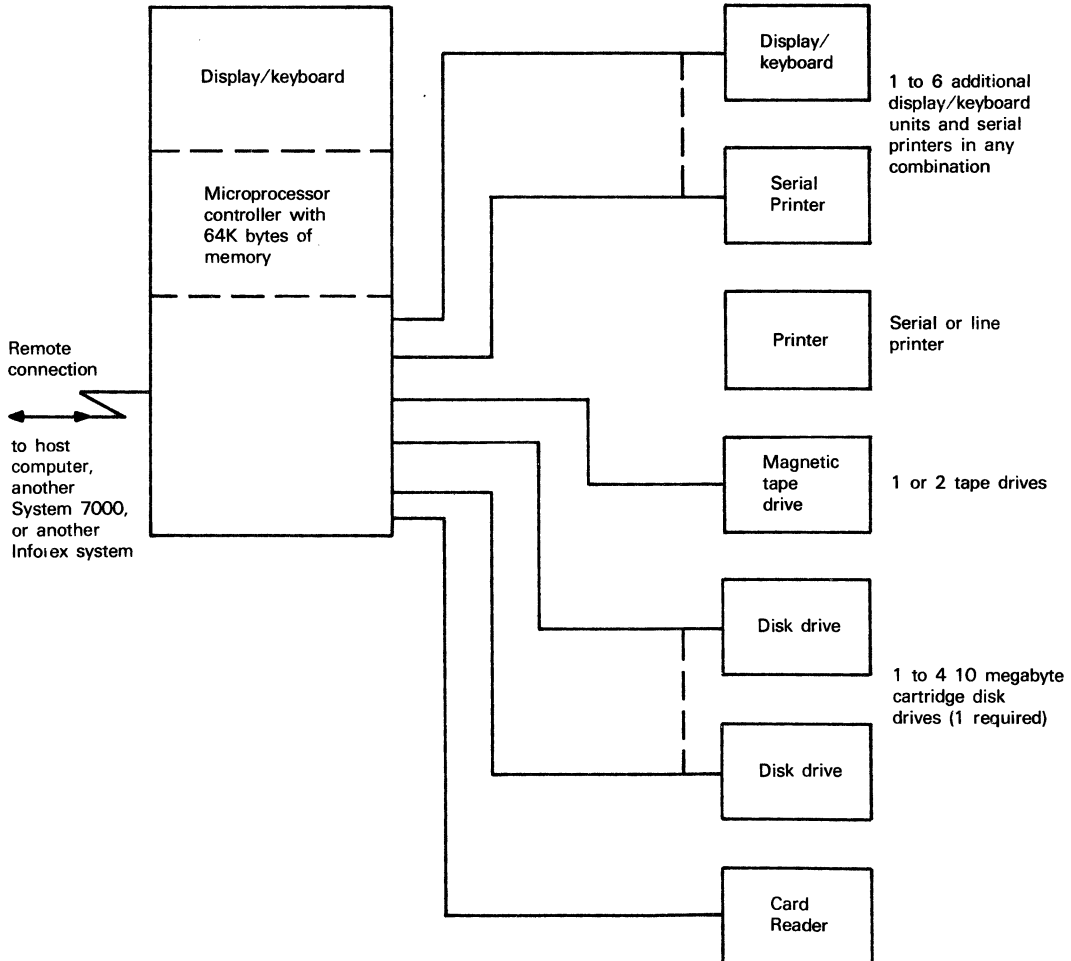 Display/keyboard
Microprocessor
controller with
64K bytes of
memory
Remote
connection
to host
computer,
another
System 7000,
or another
Inforex system
Display/
keyboard
1 to 6 additional
display/keyboard
units and serial
printers in any
combination
Serial
Printer
Printer
Serial or line
printer
Magnetic
tape
drive
1 or 2 tape drives
Disk drive
1 to 4 10 megabyte
cartridge disk
drives (1 required)
Disk drive
Card
Reader